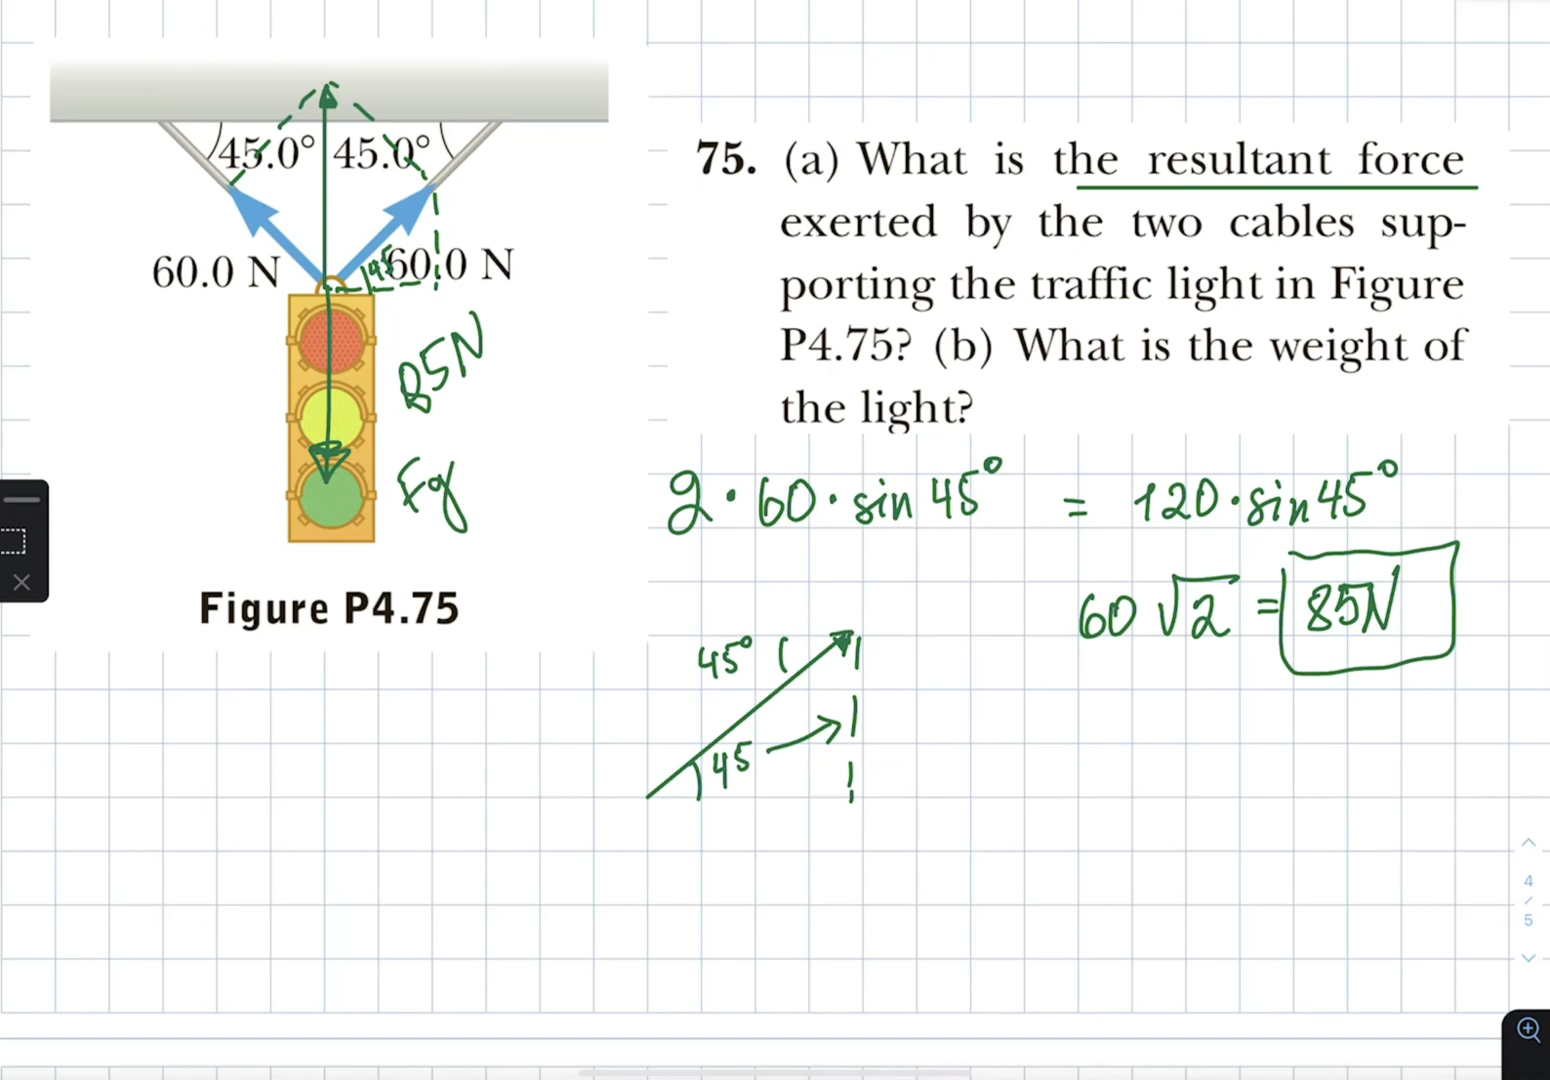 45.0° 45.0°
60.0 N 60.0 N
45
85N
Fg
Figure P4.75
75. (a) What is the resultant force
exerted by the two cables sup-
porting the traffic light in Figure
P4.75? (b) What is the weight of
the light?
2 · 60 · sin 45° = 120 · sin 45°
60 √2 = 85N
45°
45
4
/
5